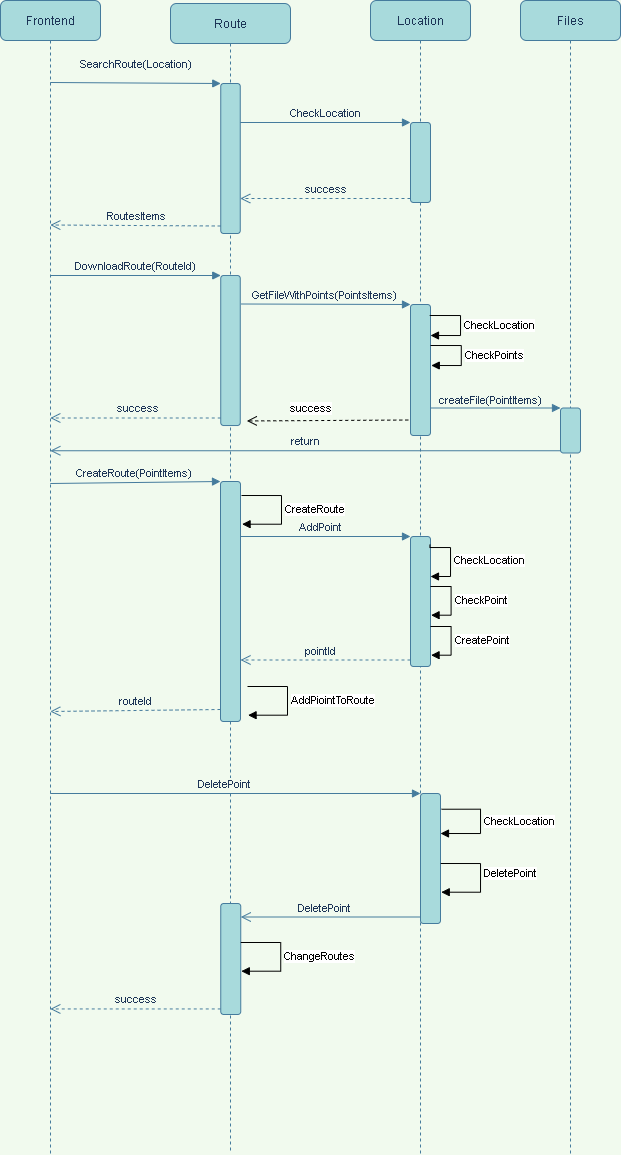 Frontend
Route
Location
Files
SearchRoute(Location)
CheckLocation
success
RoutesItems
DownloadRoute(RouteId)
GetFileWithPoints(PointsItems)
CheckLocation
CheckPoints
createFile(PointItems)
success
success
return
CreateRoute(PointItems)
CreateRoute
AddPoint
CheckLocation
CheckPoint
CreatePoint
pointId
AddPiointToRoute
routeId
DeletePoint
CheckLocation
DeletePoint
DeletePoint
ChangeRoutes
success